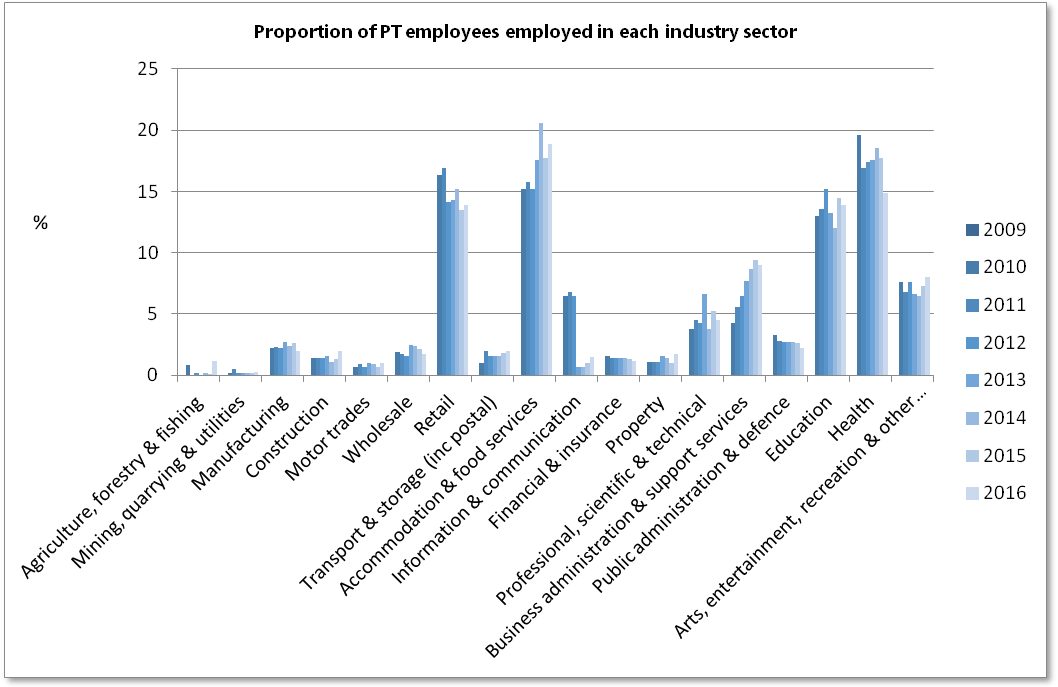 Proportion of PT employees employed in each industry sector
25
20
15
10
5
0
%
Agriculture, forestry & fishing
Mining, quarrying & utilities
Manufacturing
Construction
Motor trades
Wholesale
Retail
Transport & storage (inc postal)
Accommodation & food services
Information & communication
Financial & insurance
Property
Professional, scientific & technical
Business administration & support services
Public administration & defence
Education
Health
Arts, entertainment, recreation & other...
2009
2010
2011
2012
2013
2014
2015
2016